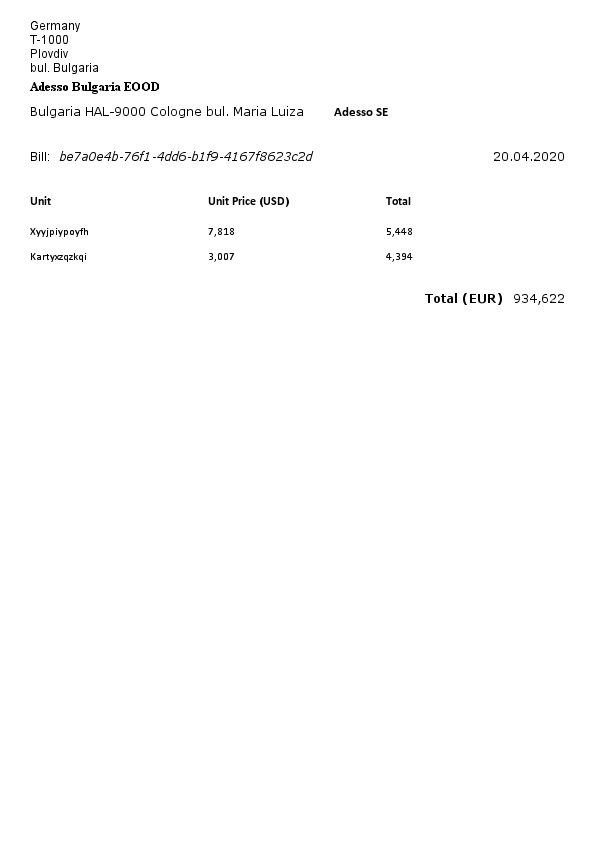 Germany
T-1000
Plovdiv
bul. Bulgaria
Adesso Bulgaria EOOD
Bulgaria HAL-9000 Cologne bul. Maria Luiza Adesso SE
Bill: be7a0e4b-76f1-4dd6-b1f9-4167f8623c2d 20.04.2020
Unit Unit Price (USD) Total
Xyyjpiypoyfh 7,818 5,448
Kartyxzqzkqi 3,007 4,394
Total (EUR) 934,622